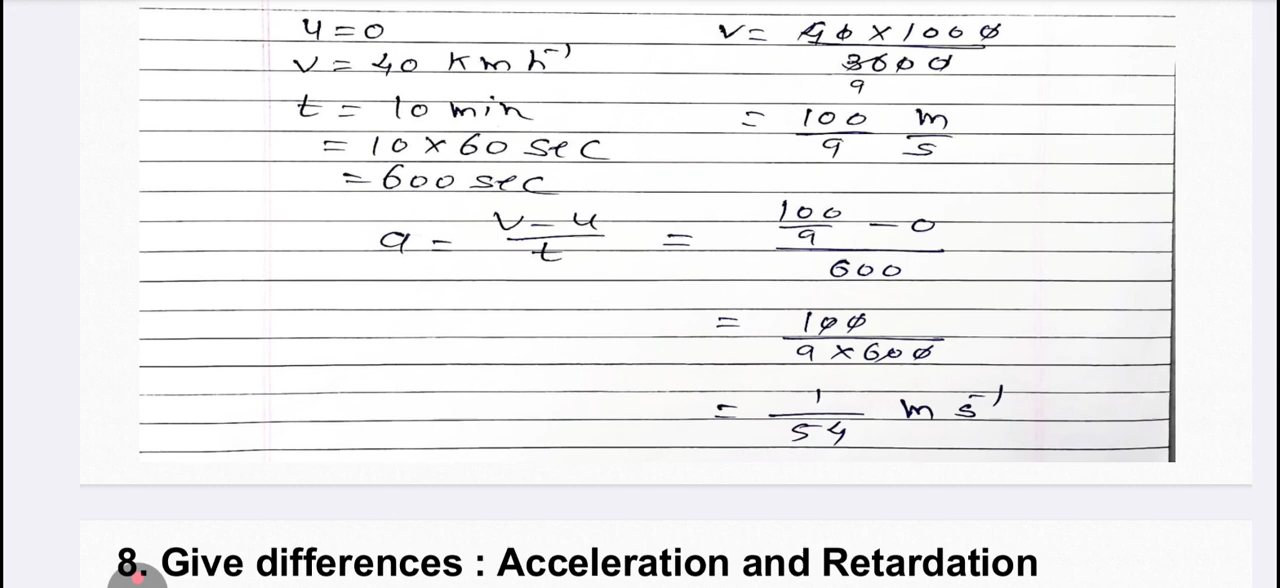 u = 0
v = 40 km h⁻¹
t = 10 min
= 10 × 60 sec
= 600 sec
v = 40 × 1000 / 3600
9
= 100/9 m/s
a = (v - u)/t = (100/9 - 0)/600
= 100 / 9 × 600
= 1/54 m s⁻¹
8. Give differences : Acceleration and Retardation